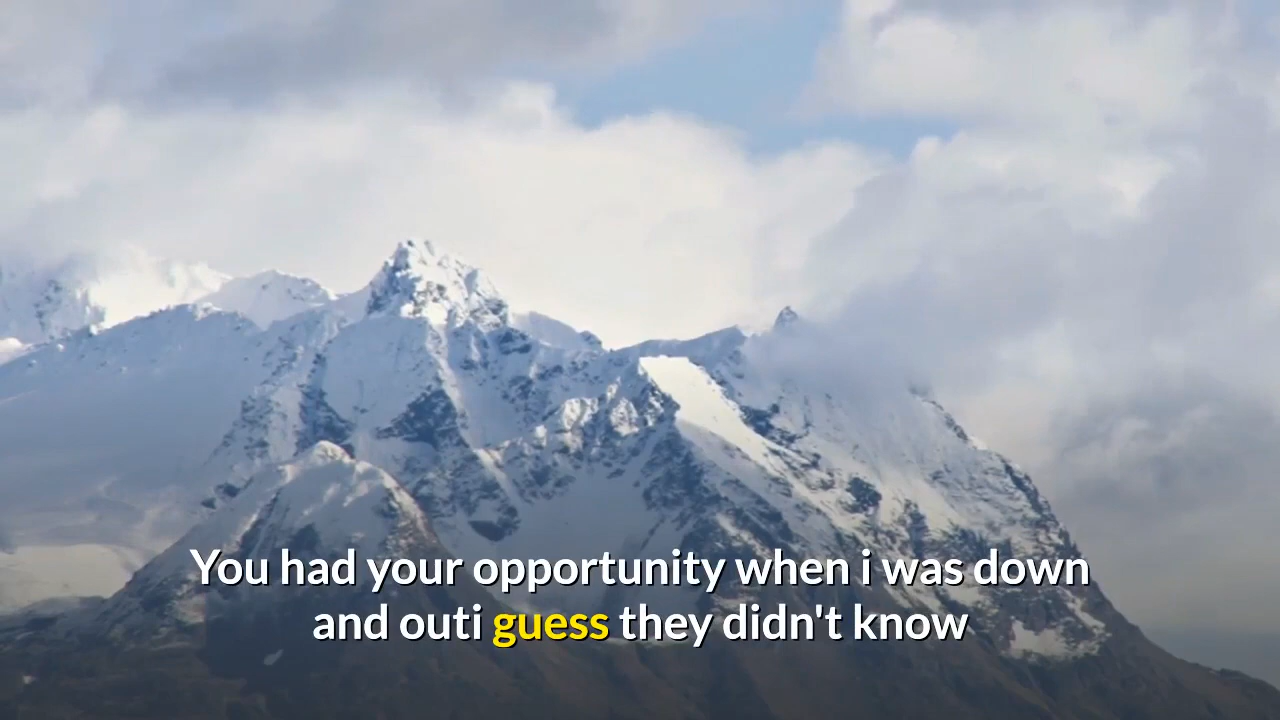 You had your opportunity when i was down
and outi guess they didn't know